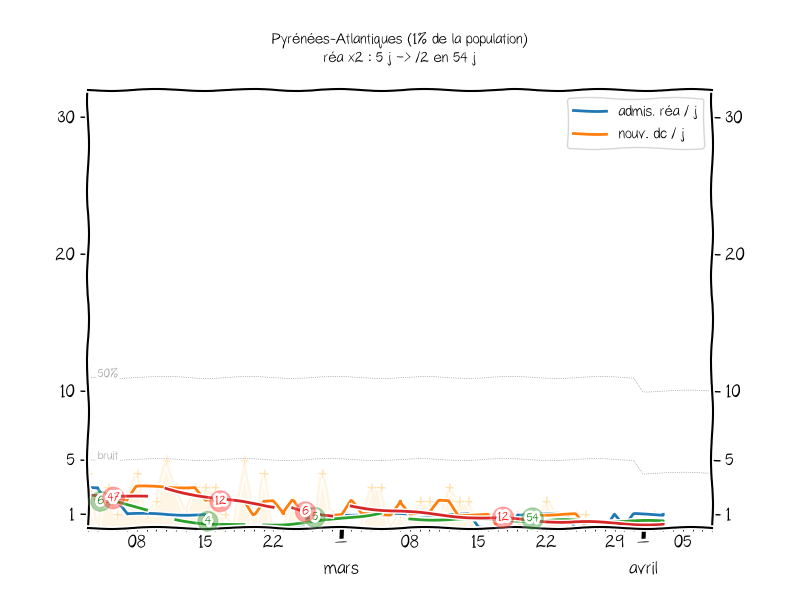 Pyrénées-Atlantiques (1% de la population)
réa x2 : 5 j -> /2 en 54 j
admis. réa / j
nouv. dc / j
30 30
20 20
50%
10 10
bruit
5 5
6 47 12 4 6 5 12 54
1 1
08 15 22 1 08 15 22 29 1 05
mars avril